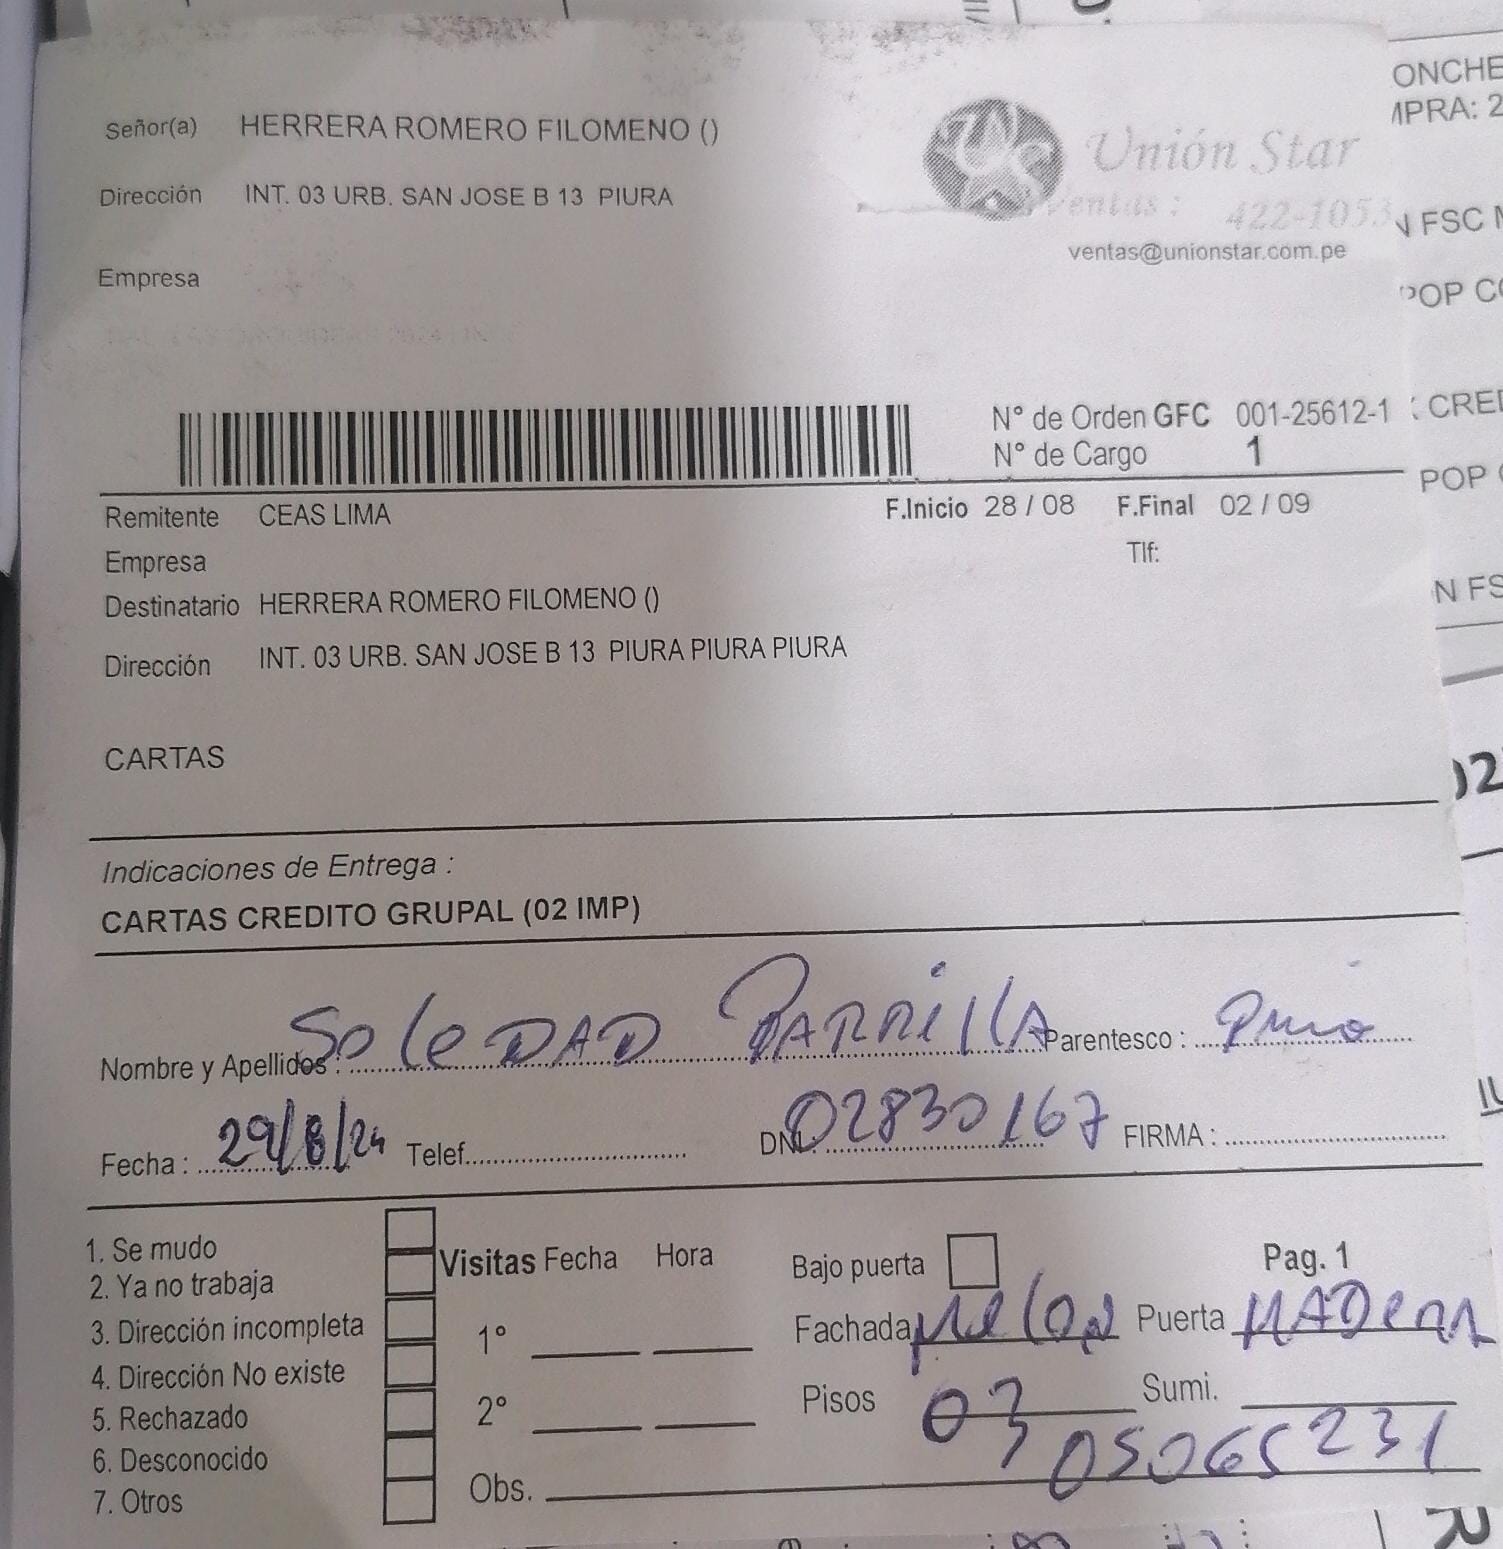 Señor(a) HERRERA ROMERO FILOMENO ()
Unión Star
Dirección INT. 03 URB. SAN JOSE B 13 PIURA
Ventas : 422-1053
ventas@unionstar.com.pe
Empresa
N° de Orden GFC 001-25612-1
N° de Cargo 1
Remitente CEAS LIMA F.Inicio 28 / 08 F.Final 02 / 09
Empresa Tlf:
Destinatario HERRERA ROMERO FILOMENO ()
Dirección INT. 03 URB. SAN JOSE B 13 PIURA PIURA PIURA
CARTAS
Indicaciones de Entrega :
CARTAS CREDITO GRUPAL (02 IMP)
Nombre y Apellidos : Soledad PARRILLA Parentesco :
Fecha : 29/8/24 Telef. DNI. 02830167 FIRMA :
1. Se mudo
2. Ya no trabaja
3. Dirección incompleta
4. Dirección No existe
5. Rechazado
6. Desconocido
7. Otros
Visitas Fecha Hora
1°
2°
Obs.
Bajo puerta Pag. 1
Fachada Melon Puerta MADERA
Pisos 03 Sumi.
05065231
ONCHE
MPRA: 2
N FSC M
POP CO
CRED
POP
N FS